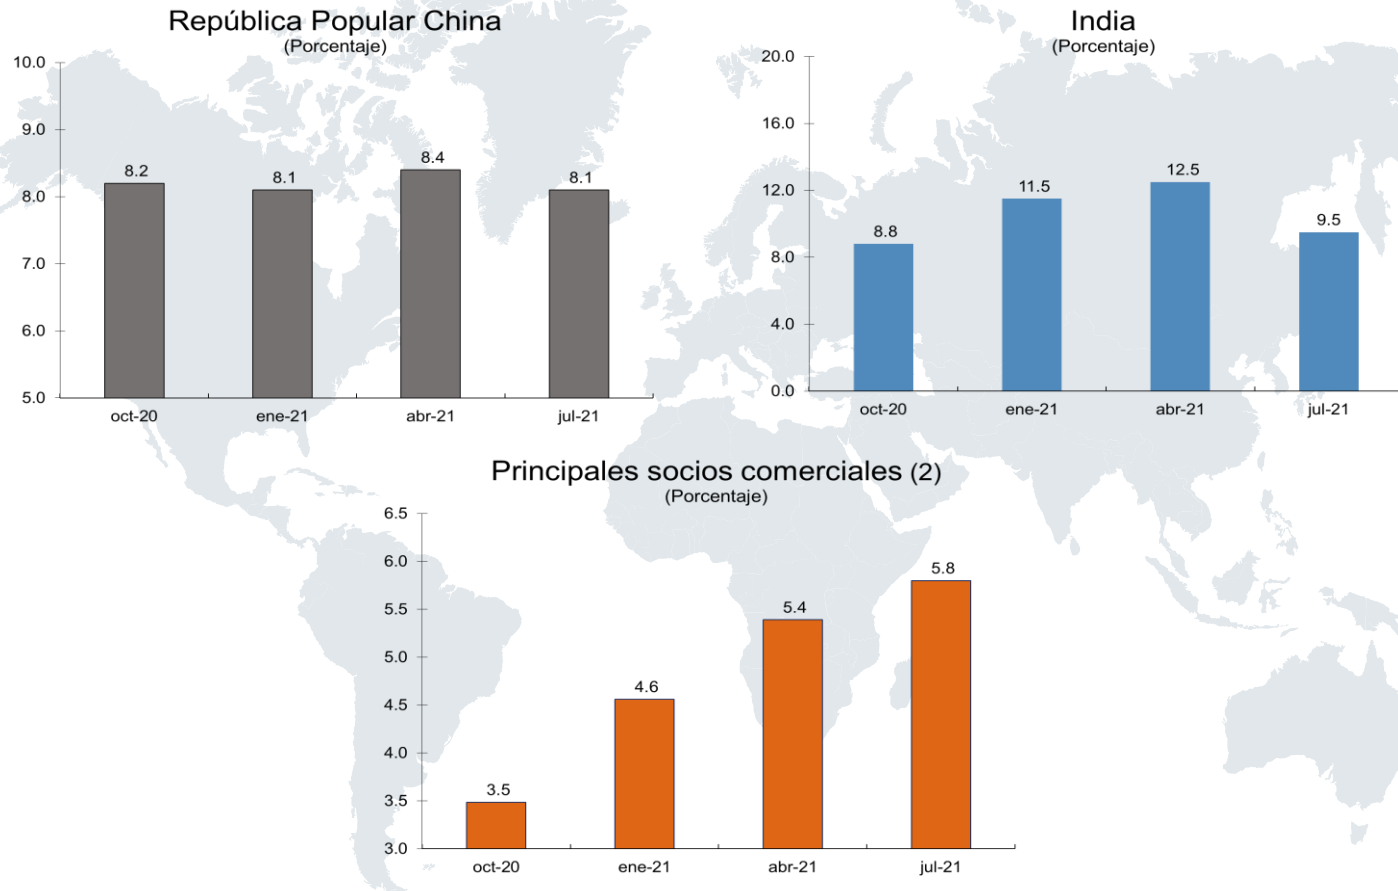 República Popular China
(Porcentaje)
10.0
9.0
8.0
7.0
6.0
5.0
8.2
8.1
8.4
8.1
oct-20
ene-21
abr-21
jul-21
India
(Porcentaje)
20.0
16.0
12.0
8.0
4.0
0.0
8.8
11.5
12.5
9.5
oct-20
ene-21
abr-21
jul-21
Principales socios comerciales (2)
(Porcentaje)
6.5
6.0
5.5
5.0
4.5
4.0
3.5
3.0
3.5
4.6
5.4
5.8
oct-20
ene-21
abr-21
jul-21